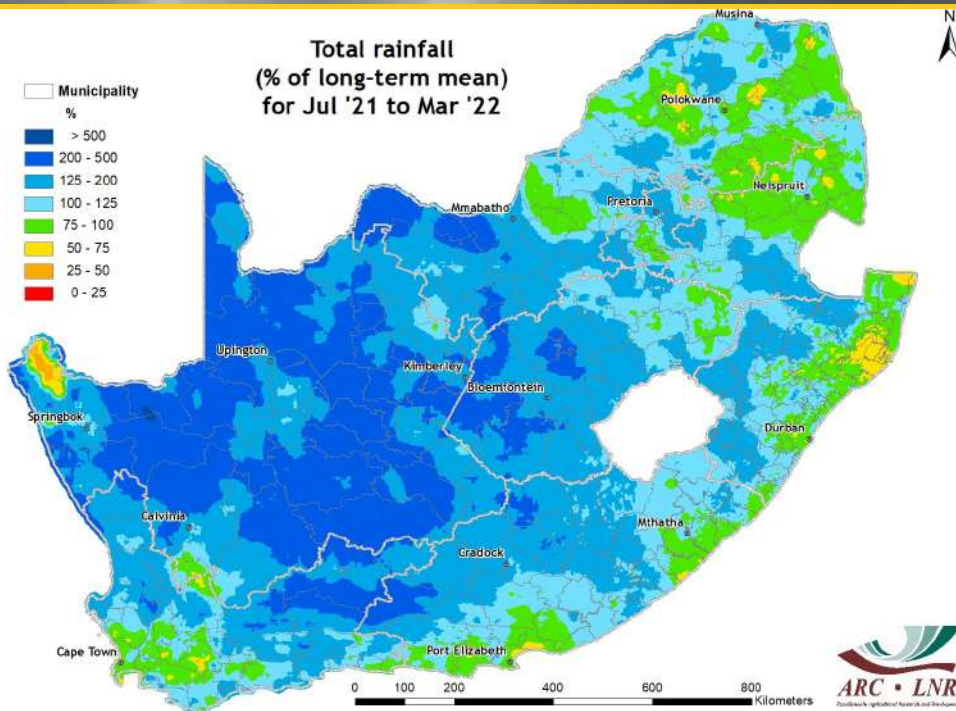 Total rainfall
(% of long-term mean)
for Jul '21 to Mar '22
N
Municipality
%
> 500
200 - 500
125 - 200
100 - 125
75 - 100
50 - 75
25 - 50
0 - 25
Musina
Polokwane
Nelspruit
Pretoria
Mmabatho
Upington
Kimberley
Bloemfontein
Springbok
Durban
Calvinia
Mthatha
Cradock
Cape Town
Port Elizabeth
0 100 200 400 600 800
Kilometers
ARC • LNR